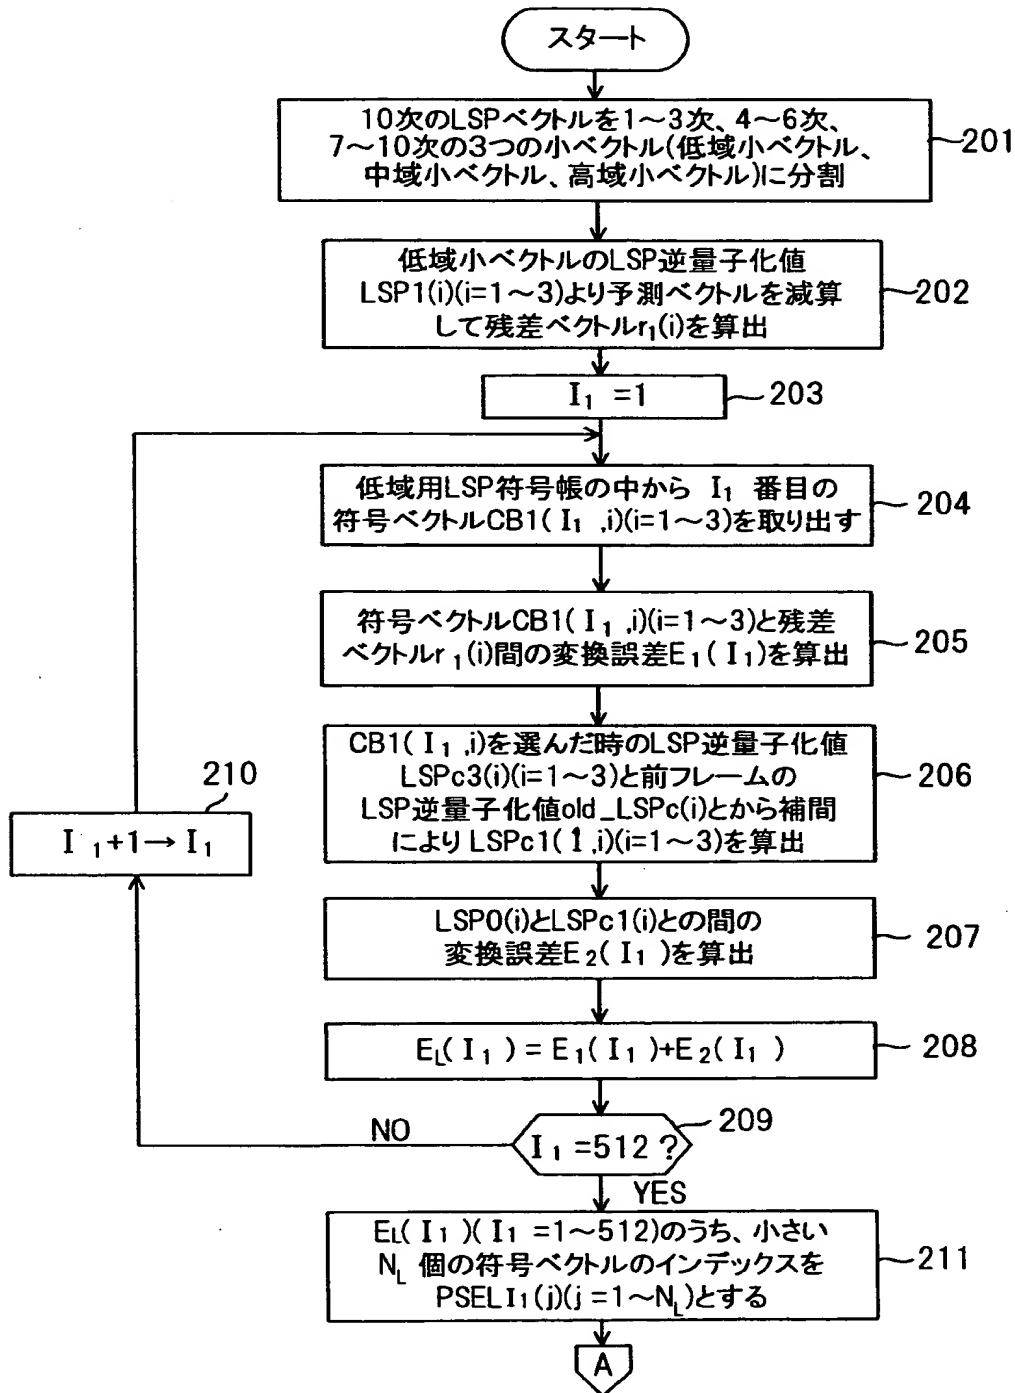 スタート
10次のLSPベクトルを1～3次、4～6次、
7～10次の3つの小ベクトル(低域小ベクトル、
中域小ベクトル、高域小ベクトル)に分割
201
低域小ベクトルのLSP逆量子化値
LSP1(i)(i=1～3)より予測ベクトルを減算
して残差ベクトルr₁(i)を算出
202
I₁ =1
203
低域用LSP符号帳の中から I₁ 番目の
符号ベクトルCB1(I₁ ,i)(i=1～3)を取り出す
204
符号ベクトルCB1(I₁ ,i)(i=1～3)と残差
ベクトルr₁(i)間の変換誤差E₁(I₁)を算出
205
CB1(I₁ ,i)を選んだ時のLSP逆量子化値
LSPc3(i)(i=1～3)と前フレームの
LSP逆量子化値old_LSPc(i)とから補間
によりLSPc1(1,i)(i=1～3)を算出
206
210
I₁+1→I₁
LSP0(i)とLSPc1(i)との間の
変換誤差E₂(I₁)を算出
207
E_L(I₁) = E₁(I₁)+E₂(I₁)
208
209
NO
I₁ =512 ?
YES
E_L(I₁)(I₁ =1～512)のうち、小さい
N_L 個の符号ベクトルのインデックスを
PSELI₁(j)(j =1～N_L)とする
211
A